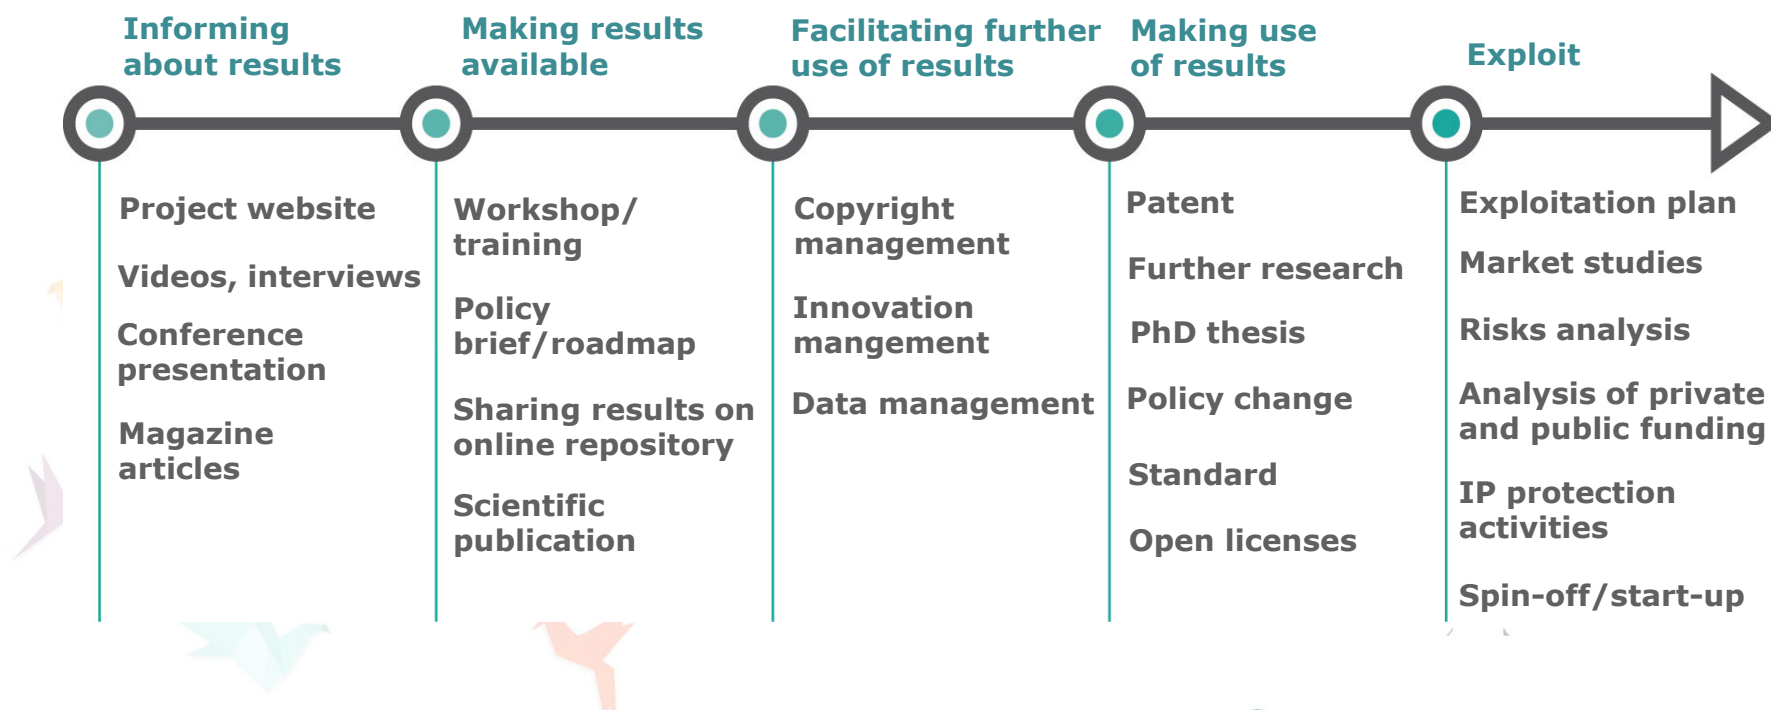 Informing
about results
Making results
available
Facilitating further
use of results
Making use
of results
Exploit
Project website
Videos, interviews
Conference
presentation
Magazine
articles
Workshop/
training
Policy
brief/roadmap
Sharing results on
online repository
Scientific
publication
Copyright
management
Innovation
mangement
Data management
Patent
Further research
PhD thesis
Policy change
Standard
Open licenses
Exploitation plan
Market studies
Risks analysis
Analysis of private
and public funding
IP protection
activities
Spin-off/start-up